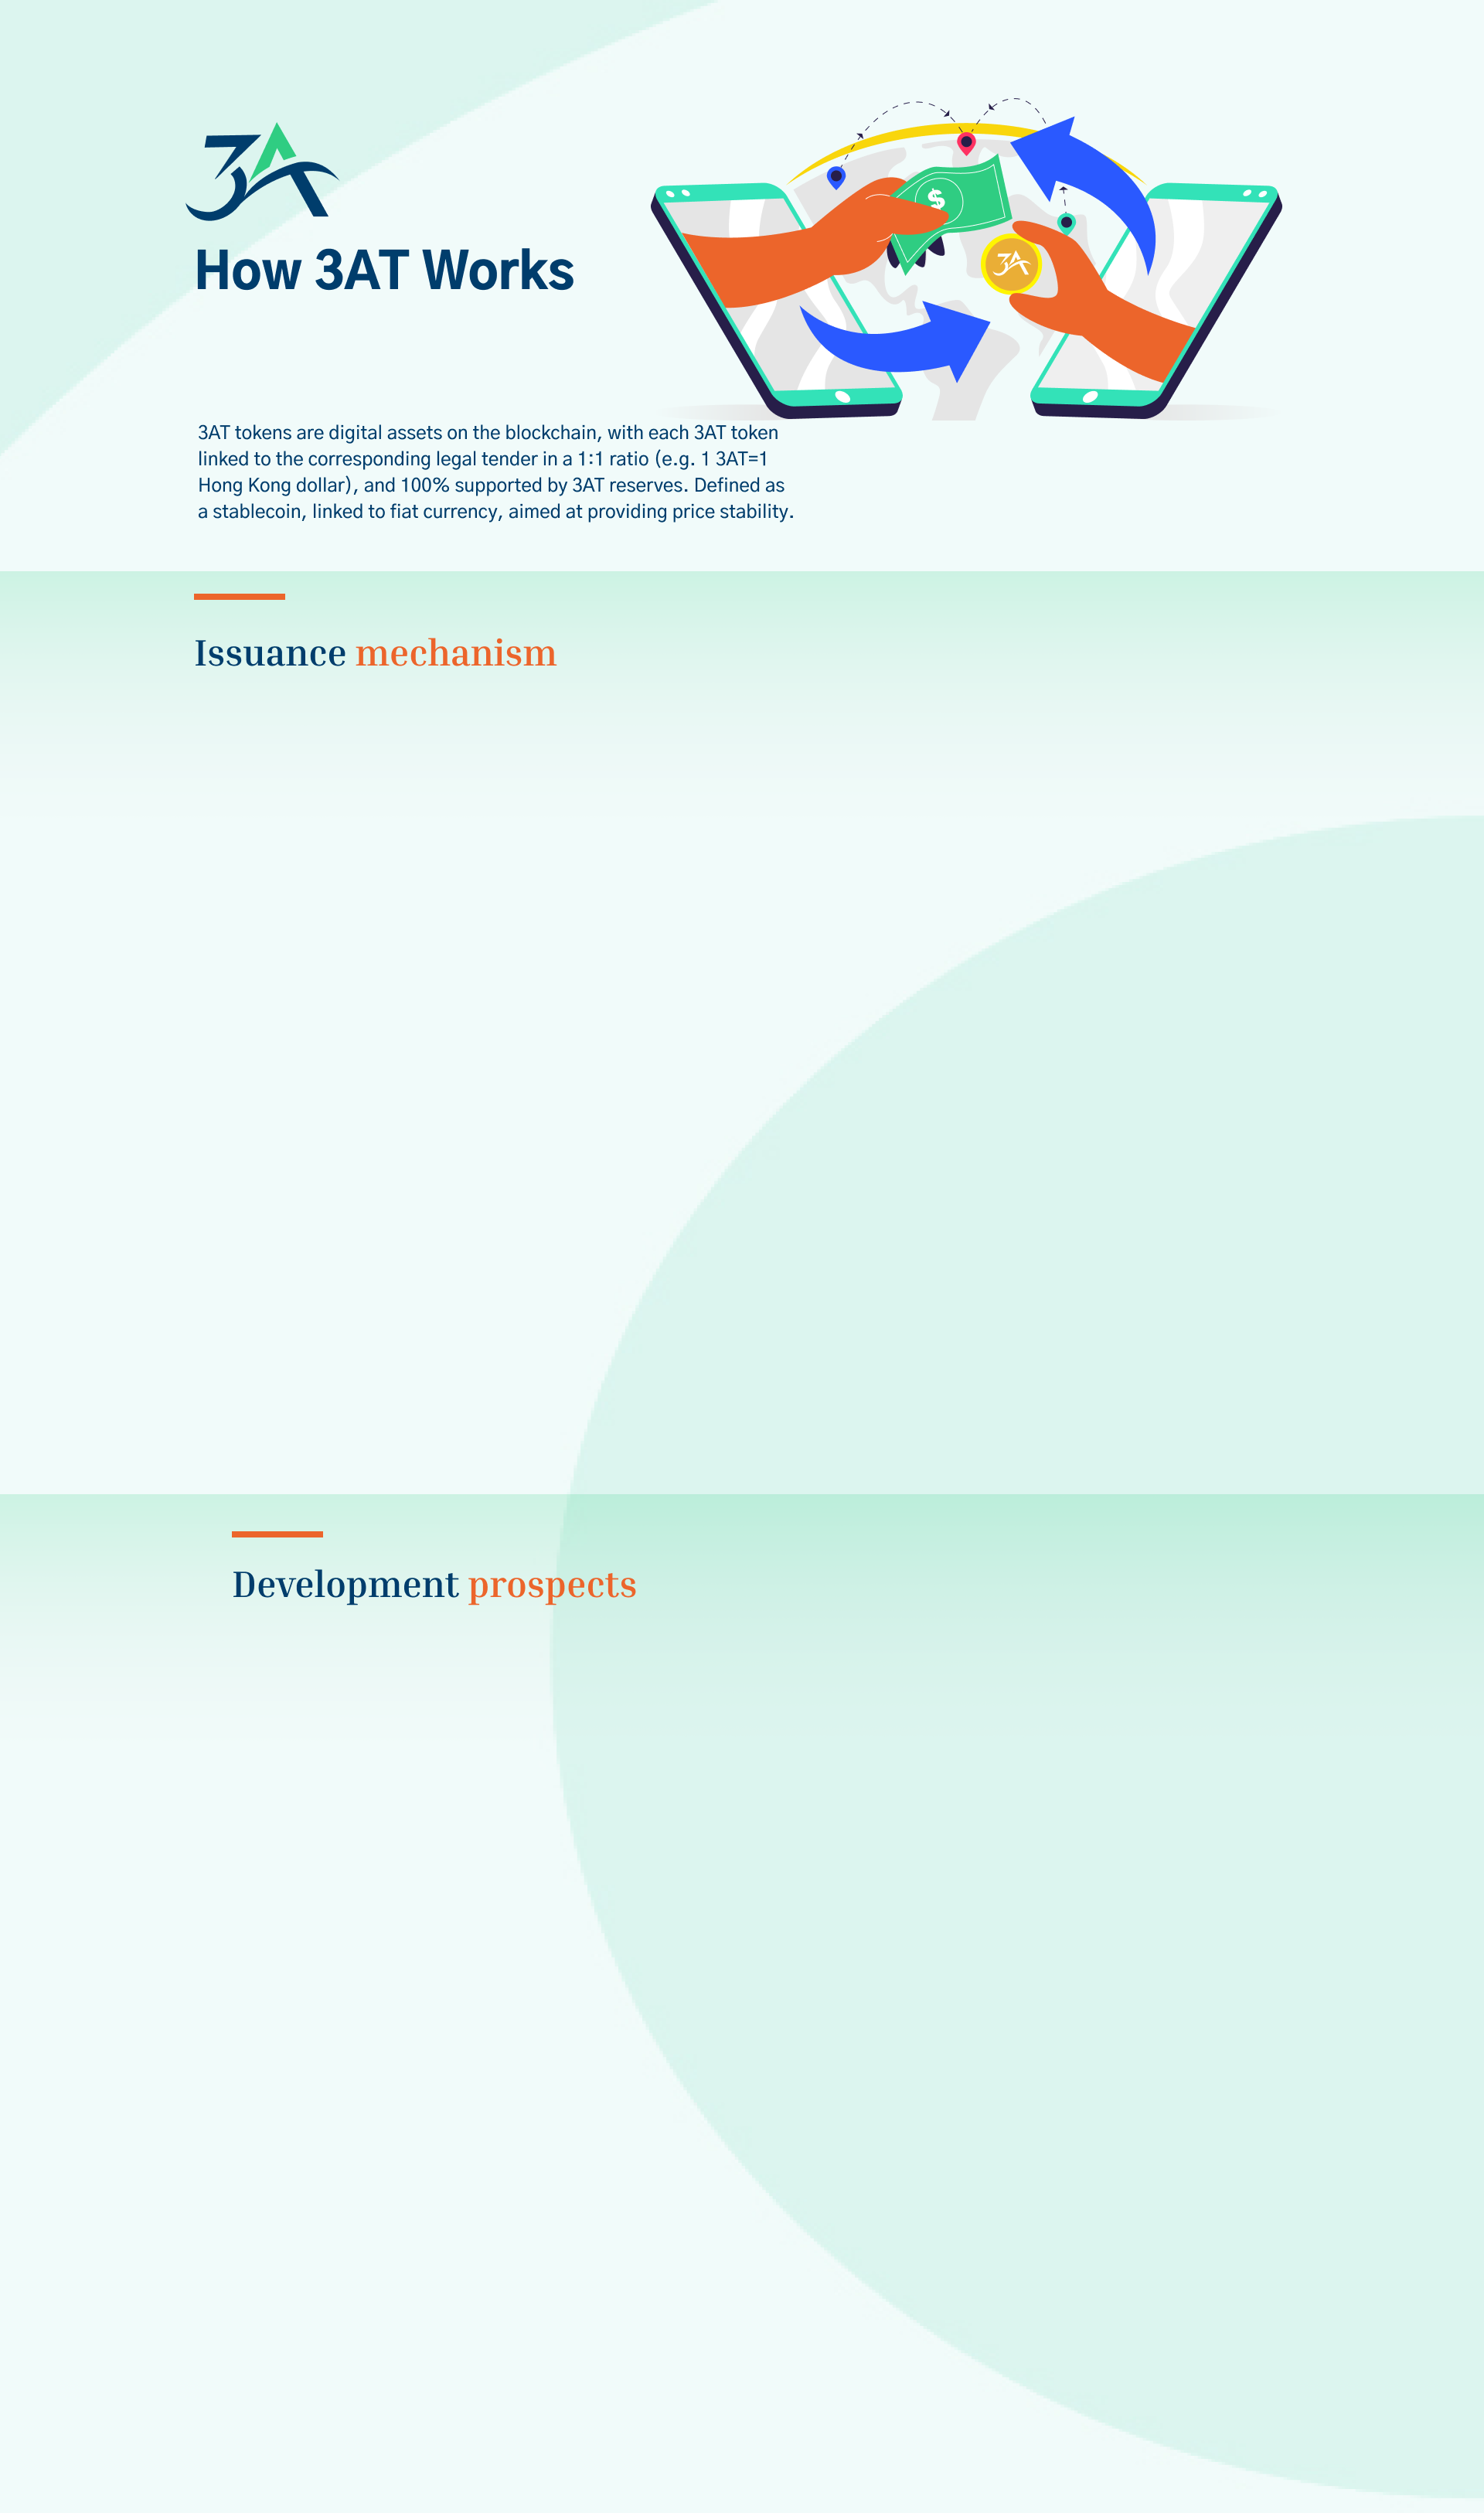 3A
How 3AT Works
$
3A
3AT tokens are digital assets on the blockchain, with each 3AT token
linked to the corresponding legal tender in a 1:1 ratio (e.g. 1 3AT=1
Hong Kong dollar), and 100% supported by 3AT reserves. Defined as
a stablecoin, linked to fiat currency, aimed at providing price stability.
Issuance mechanism
Development prospects